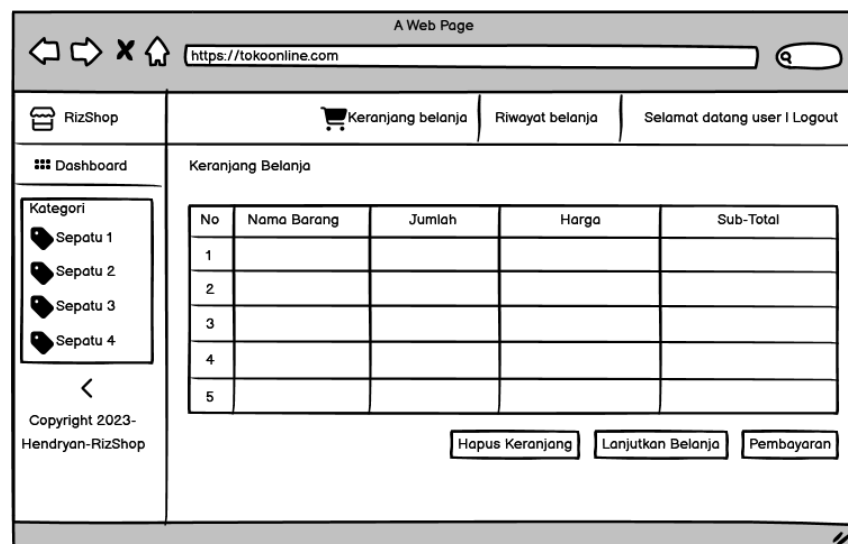 A Web Page
https://tokoonline.com
RizShop
Keranjang belanja
Riwayat belanja
Selamat datang user | Logout
Dashboard
Keranjang Belanja
Kategori
Sepatu 1
Sepatu 2
Sepatu 3
Sepatu 4
Copyright 2023-
Hendryan-RizShop
No Nama Barang Jumlah Harga Sub-Total
1
2
3
4
5
Hapus Keranjang Lanjutkan Belanja Pembayaran